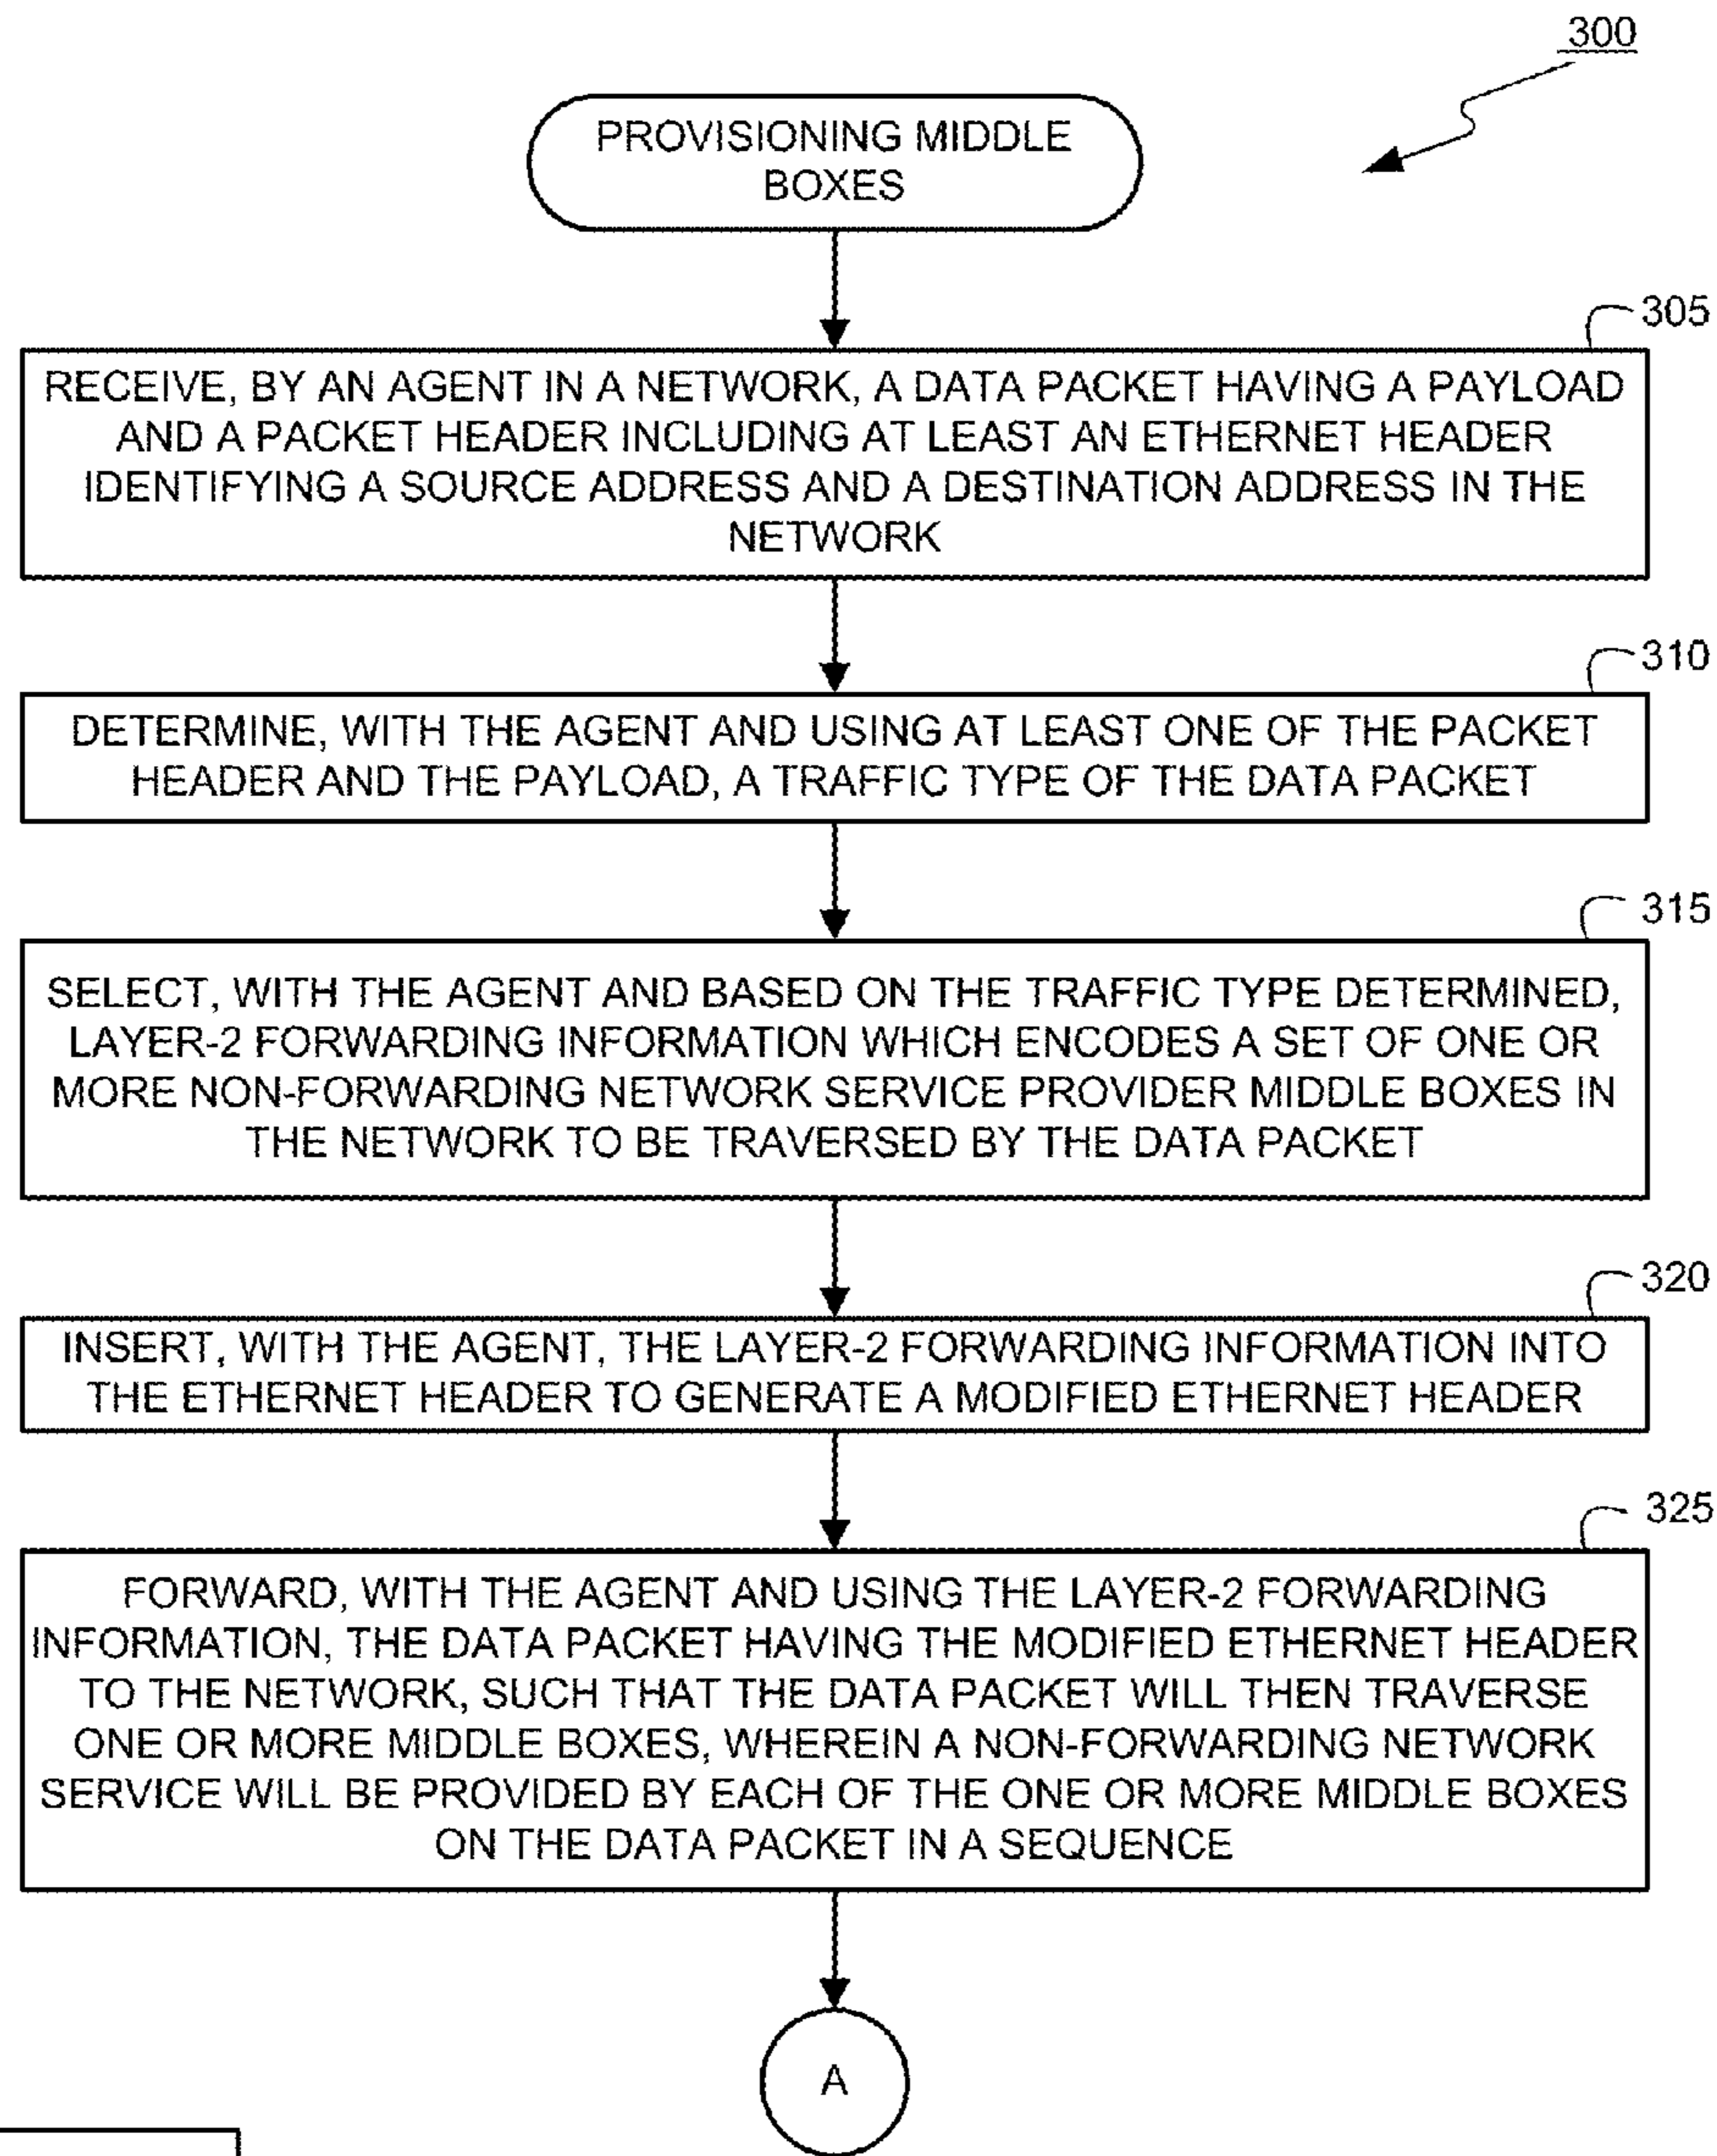 300
PROVISIONING MIDDLE
BOXES
305
RECEIVE, BY AN AGENT IN A NETWORK, A DATA PACKET HAVING A PAYLOAD
AND A PACKET HEADER INCLUDING AT LEAST AN ETHERNET HEADER
IDENTIFYING A SOURCE ADDRESS AND A DESTINATION ADDRESS IN THE
NETWORK
310
DETERMINE, WITH THE AGENT AND USING AT LEAST ONE OF THE PACKET
HEADER AND THE PAYLOAD, A TRAFFIC TYPE OF THE DATA PACKET
315
SELECT, WITH THE AGENT AND BASED ON THE TRAFFIC TYPE DETERMINED,
LAYER-2 FORWARDING INFORMATION WHICH ENCODES A SET OF ONE OR
MORE NON-FORWARDING NETWORK SERVICE PROVIDER MIDDLE BOXES IN
THE NETWORK TO BE TRAVERSED BY THE DATA PACKET
320
INSERT, WITH THE AGENT, THE LAYER-2 FORWARDING INFORMATION INTO
THE ETHERNET HEADER TO GENERATE A MODIFIED ETHERNET HEADER
325
FORWARD, WITH THE AGENT AND USING THE LAYER-2 FORWARDING
INFORMATION, THE DATA PACKET HAVING THE MODIFIED ETHERNET HEADER
TO THE NETWORK, SUCH THAT THE DATA PACKET WILL THEN TRAVERSE
ONE OR MORE MIDDLE BOXES, WHEREIN A NON-FORWARDING NETWORK
SERVICE WILL BE PROVIDED BY EACH OF THE ONE OR MORE MIDDLE BOXES
ON THE DATA PACKET IN A SEQUENCE
A